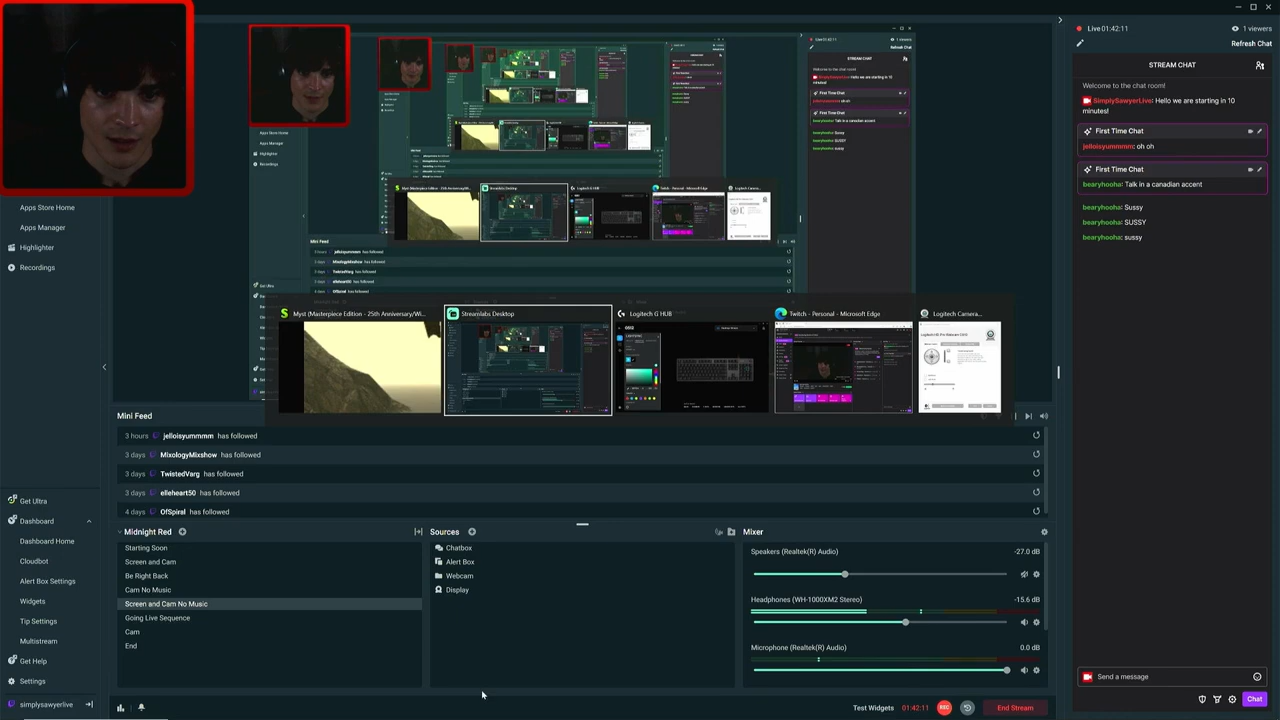 Live 01:42:11
1 viewers
Refresh Chat
STREAM CHAT
Welcome to the chat room!
SimplySawyerLive: Hello we are starting in 10
minutes!
First Time Chat
jelloisyummmm: oh oh
First Time Chat
bearyhooha: Talk in a canadian accent
bearyhooha: Sussy
bearyhooha: SUSSY
bearyhooha: sussy
Apps Store Home
Apps Manager
Highlighter
Recordings
Myst (Masterpiece Edition - 25th Anniversary/Wi...
Streamlabs Desktop
Logitech G HUB
Twitch - Personal - Microsoft Edge
Logitech Camera...
Mini Feed
3 hours jelloisyummmm has followed
3 days MixologyMixshow has followed
3 days TwistedVarg has followed
3 days elleheart50 has followed
4 days OfSpiral has followed
Get Ultra
Dashboard
Dashboard Home
Cloudbot
Alert Box Settings
Widgets
Tip Settings
Multistream
Get Help
Settings
simplysawyerlive
Midnight Red
Starting Soon
Screen and Cam
Be Right Back
Cam No Music
Screen and Cam No Music
Going Live Sequence
Cam
End
Sources
Chatbox
Alert Box
Webcam
Display
Mixer
Speakers (Realtek(R) Audio) -27.0 dB
Headphones (WH-1000XM2 Stereo) -15.6 dB
Microphone (Realtek(R) Audio) 0.0 dB
Send a message
Chat
Test Widgets 01:42:11 REC End Stream